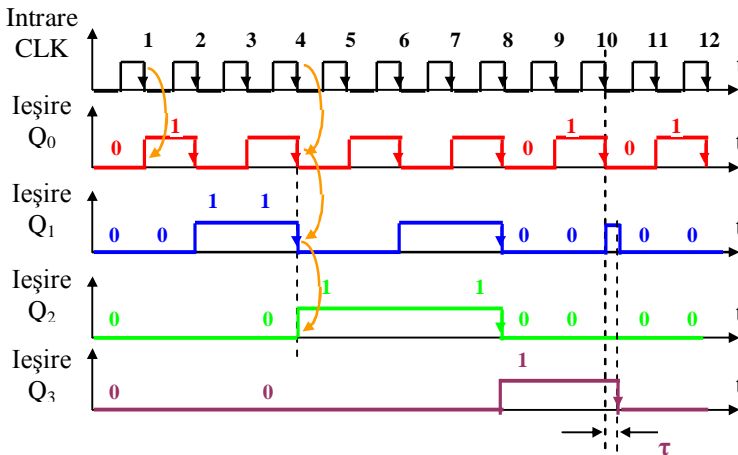 Intrare
CLK
1 2 3 4 5 6 7 8 9 10 11 12
t
Ieşire
Q0
0 1 0 1 0 1
t
Ieşire
Q1
1 1
0 0 0 0 0 0
t
Ieşire
Q2
1 1
0 0 0 0 0 0
t
Ieşire
Q3
1
0 0
t
τ